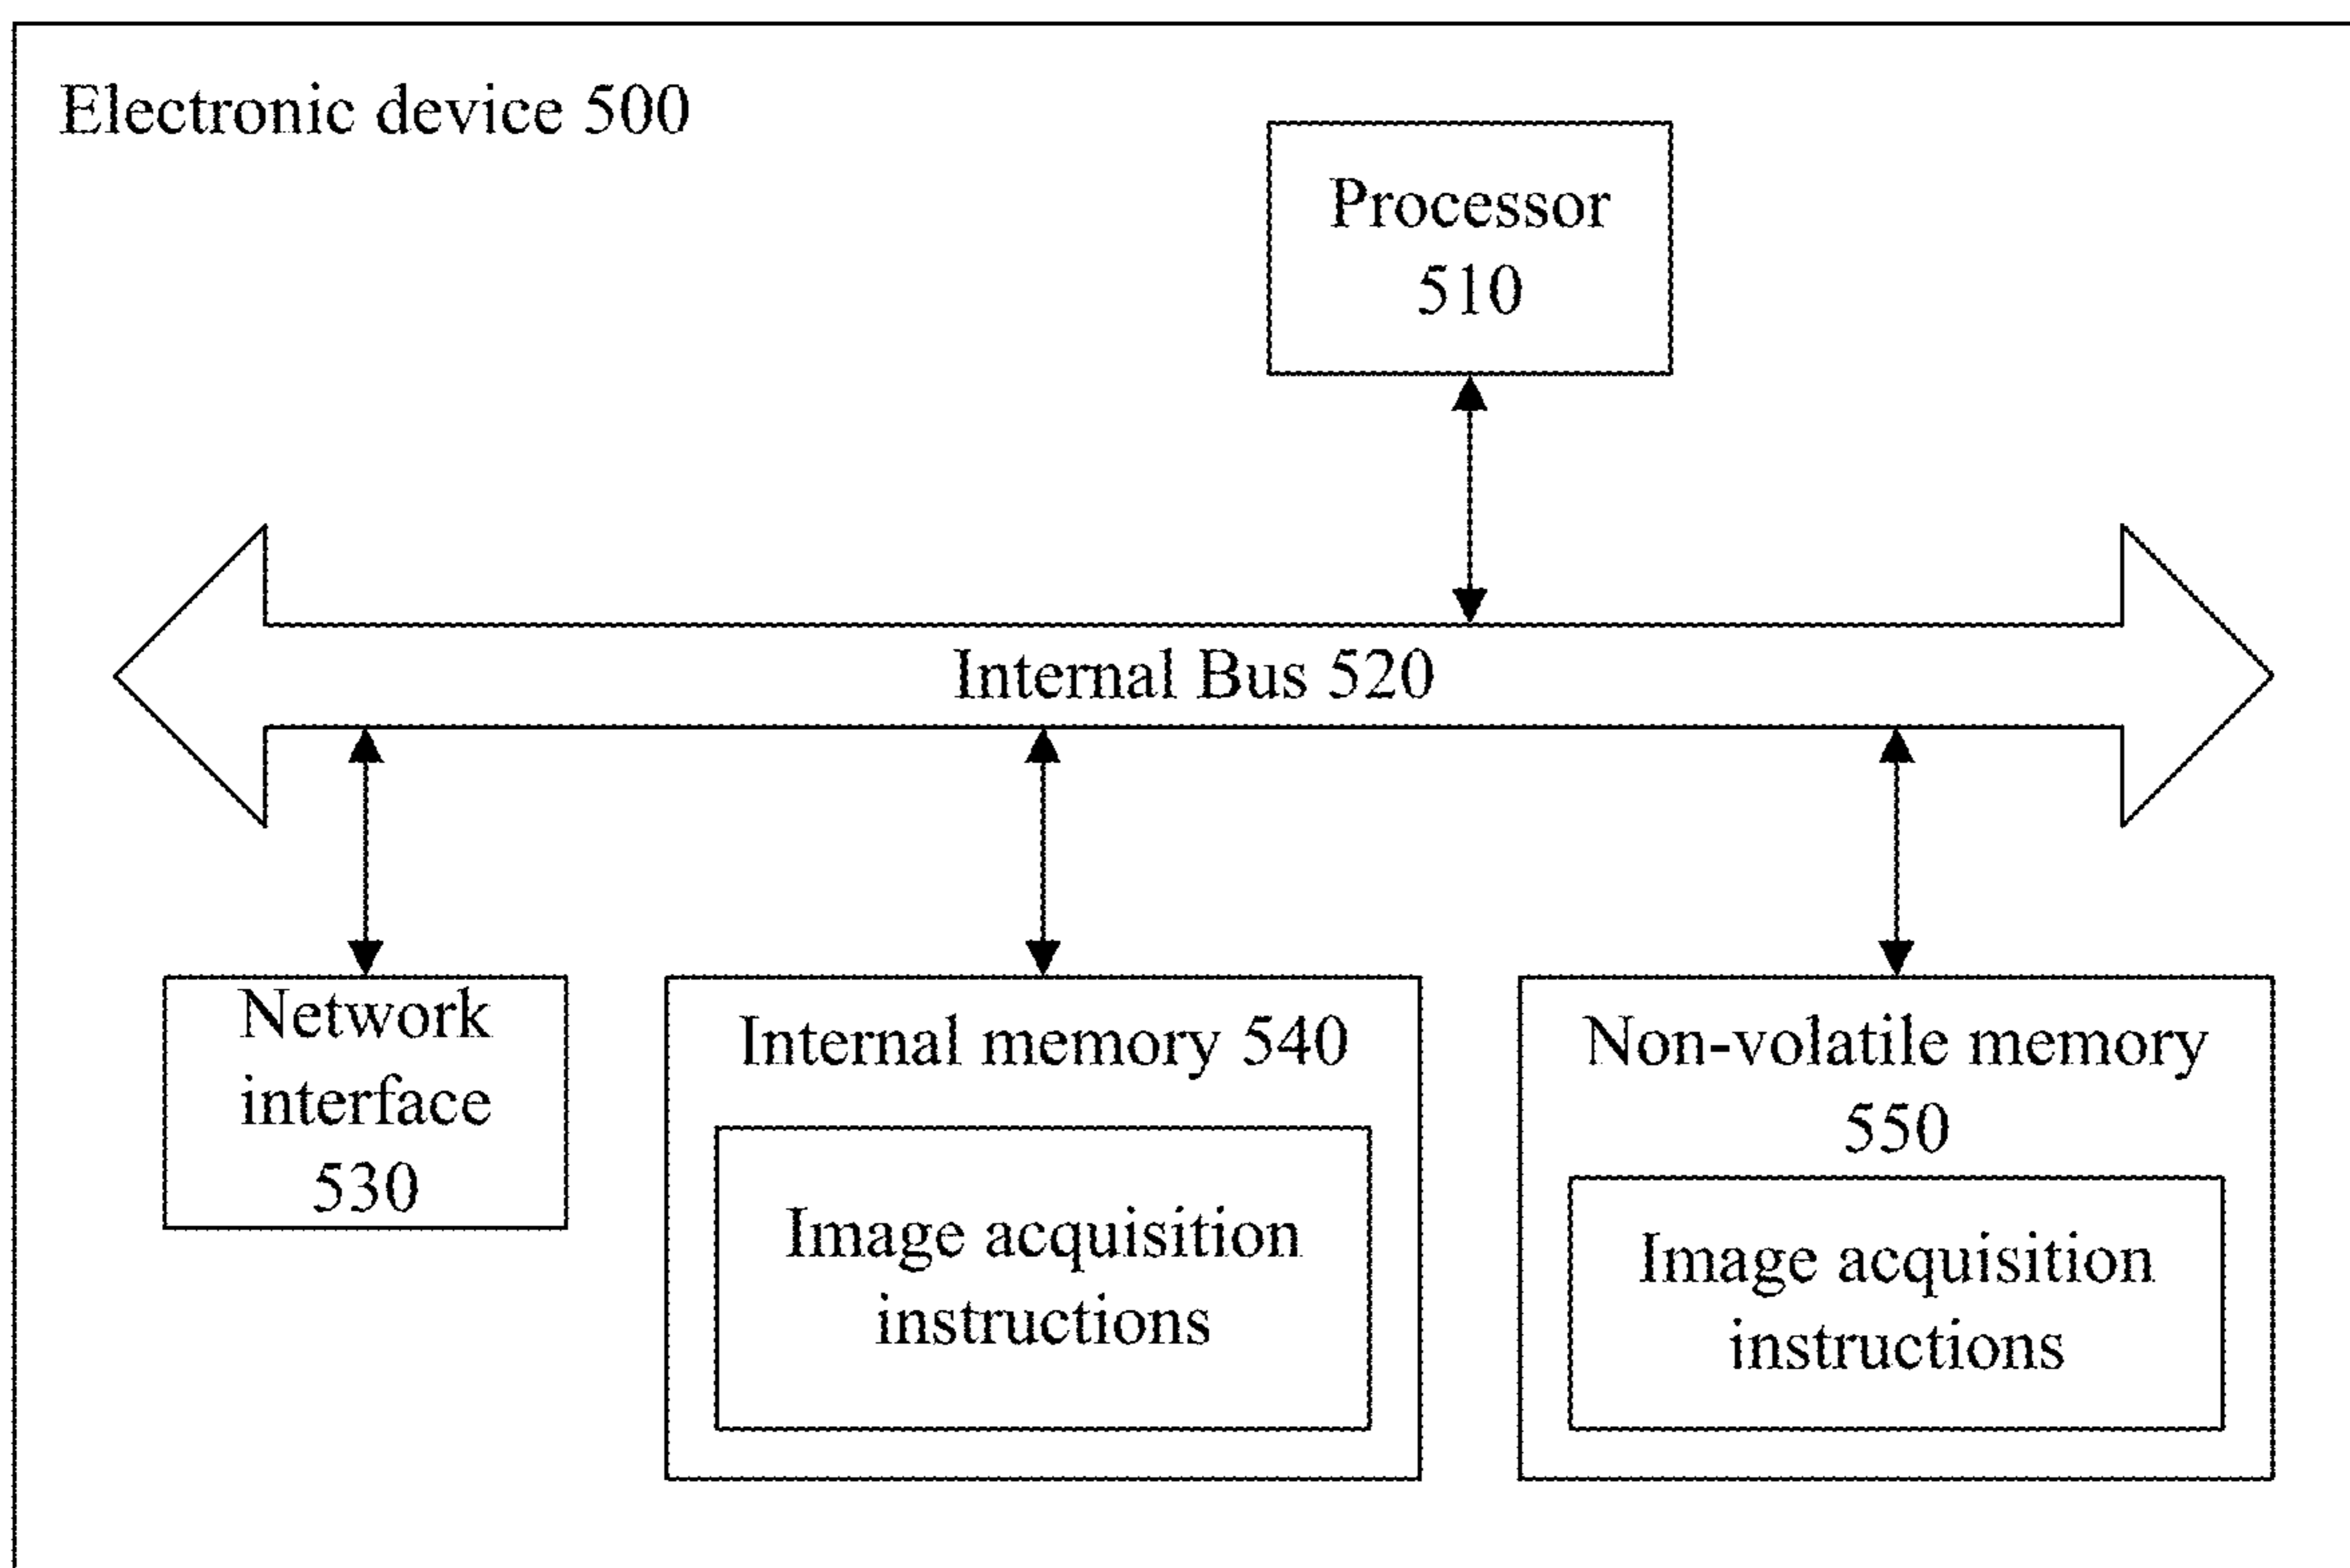 Electronic device 500
Processor
510
Internal Bus 520
Network
interface
530
Internal memory 540
Image acquisition
instructions
Non-volatile memory
550
Image acquisition
instructions